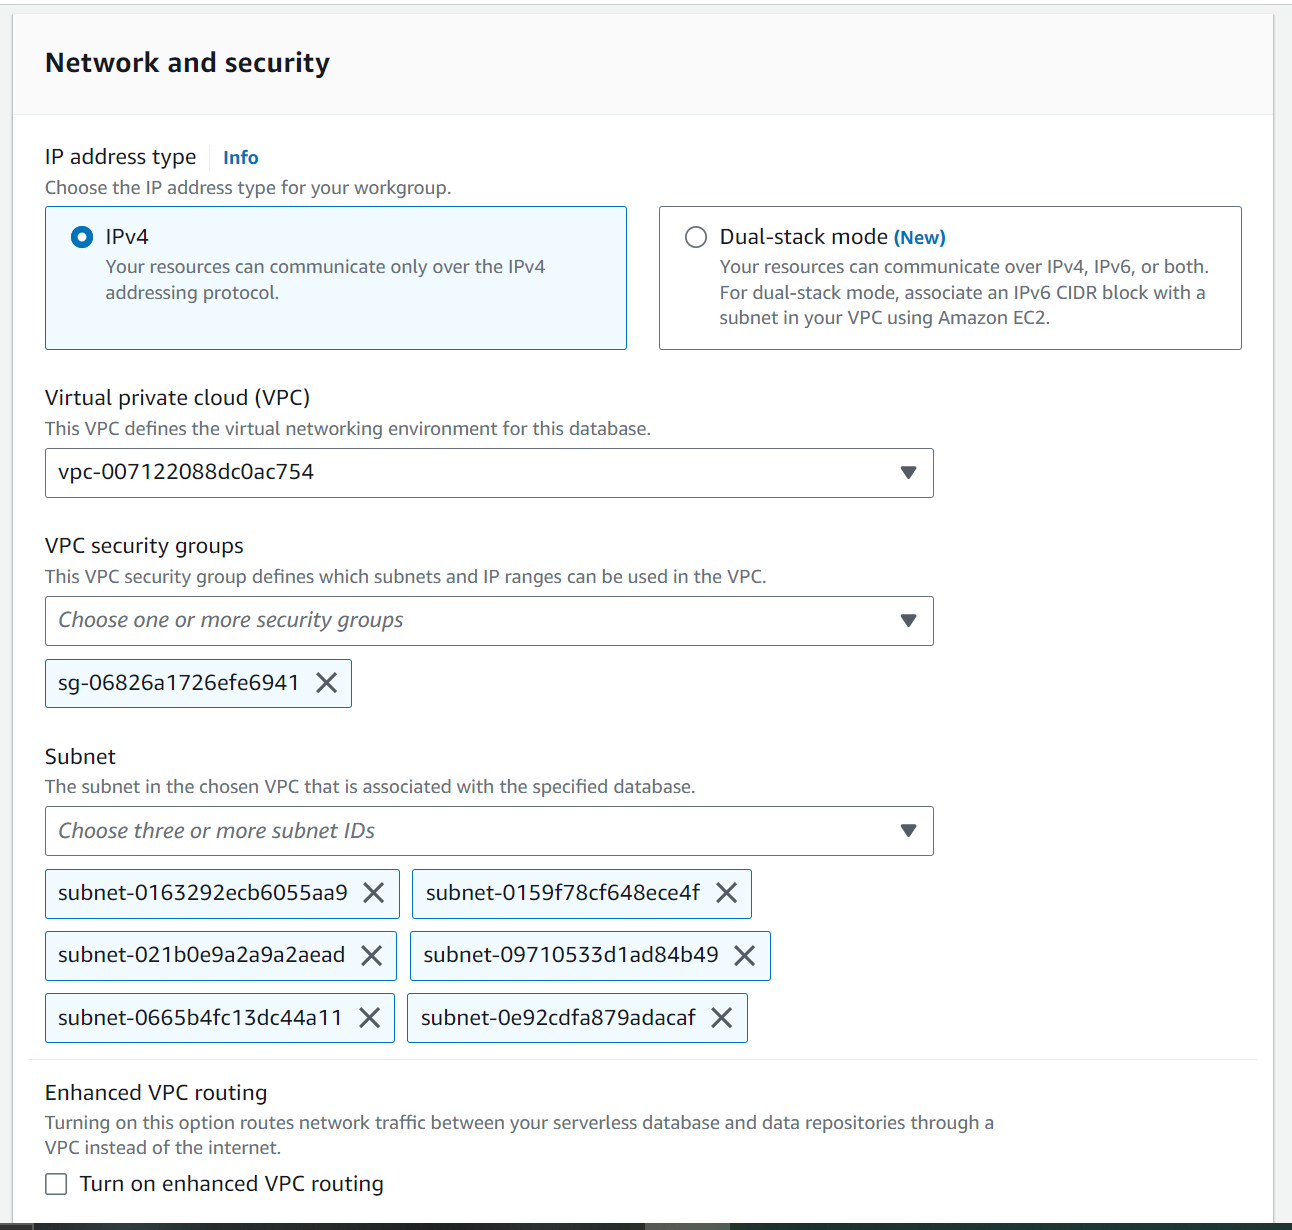 Network and security
IP address type Info
Choose the IP address type for your workgroup.
IPv4
Your resources can communicate only over the IPv4
addressing protocol.
Dual-stack mode (New)
Your resources can communicate over IPv4, IPv6, or both.
For dual-stack mode, associate an IPv6 CIDR block with a
subnet in your VPC using Amazon EC2.
Virtual private cloud (VPC)
This VPC defines the virtual networking environment for this database.
vpc-007122088dc0ac754
VPC security groups
This VPC security group defines which subnets and IP ranges can be used in the VPC.
Choose one or more security groups
sg-06826a1726efe6941
Subnet
The subnet in the chosen VPC that is associated with the specified database.
Choose three or more subnet IDs
subnet-0163292ecb6055aa9 subnet-0159f78cf648ece4f
subnet-021b0e9a2a9a2aead subnet-09710533d1ad84b49
subnet-0665b4fc13dc44a11 subnet-0e92cdfa879adacaf
Enhanced VPC routing
Turning on this option routes network traffic between your serverless database and data repositories through a
VPC instead of the internet.
Turn on enhanced VPC routing